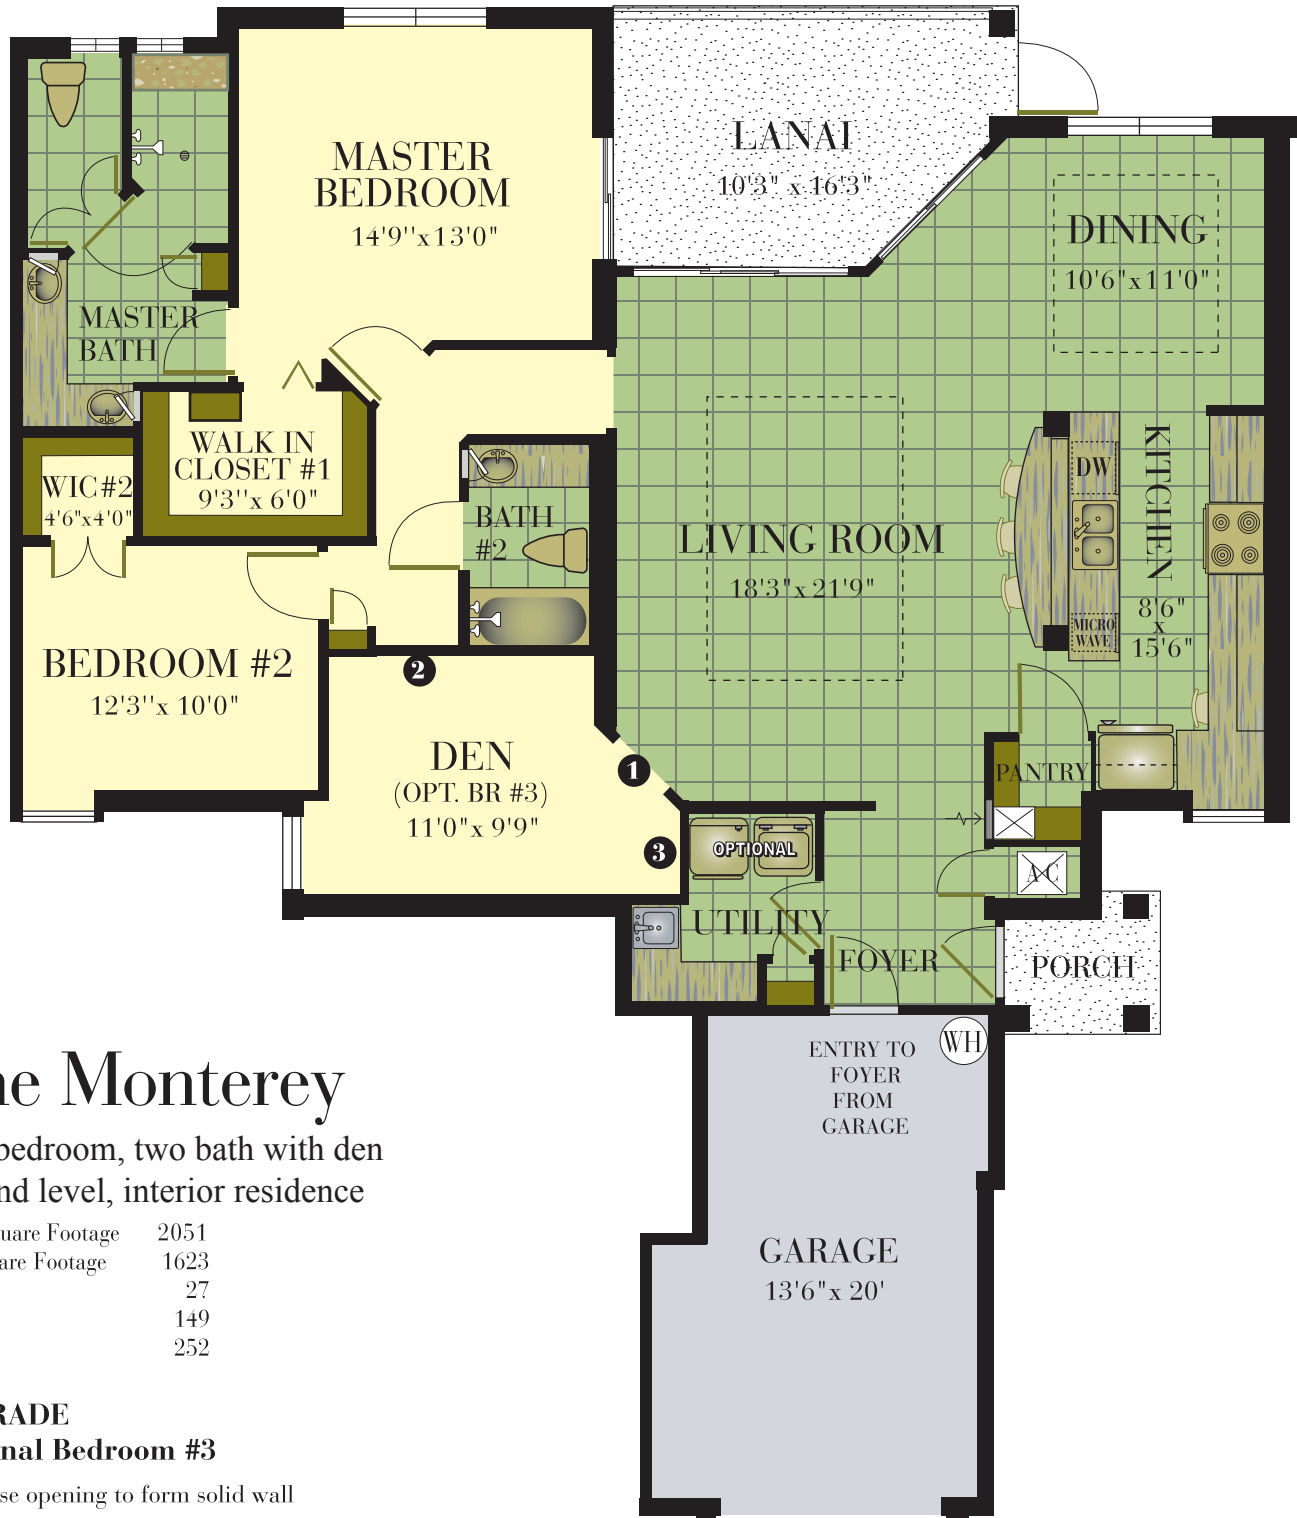 MASTER
BEDROOM
14'9''x13'0"
LANAI
10'3" x 16'3"
DINING
10'6"x11'0"
MASTER
BATH
WALK IN
CLOSET #1
9'3''x 6'0"
WIC#2
4'6"x4'0"
BATH
#2
LIVING ROOM
18'3"x 21'9"
DW
KITCHEN
8'6"
x
15'6"
MICRO
WAVE
BEDROOM #2
12'3''x 10'0"
2
DEN
(OPT. BR #3)
11'0"x 9'9"
1
3
PANTRY
OPTIONAL
A C
UTILITY
FOYER
PORCH
WH
ENTRY TO
FOYER
FROM
GARAGE
GARAGE
13'6"x 20'
ne Monterey
bedroom, two bath with den
nd level, interior residence
uare Footage 2051
are Footage 1623
27
149
252
RADE
nal Bedroom #3
se opening to form solid wall